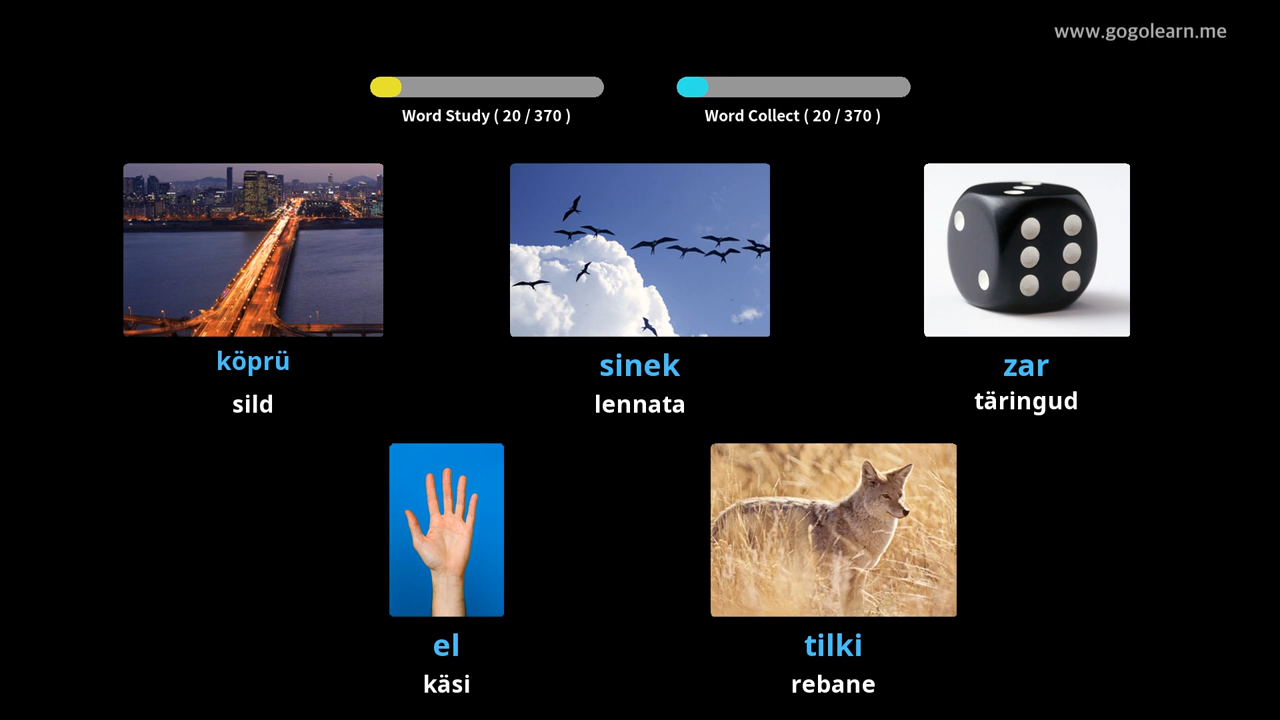 www.gogolearn.me
Word Study ( 20 / 370 )
Word Collect ( 20 / 370 )
köprü
sinek
zar
sild
lennata
täringud
el
tilki
käsi
rebane